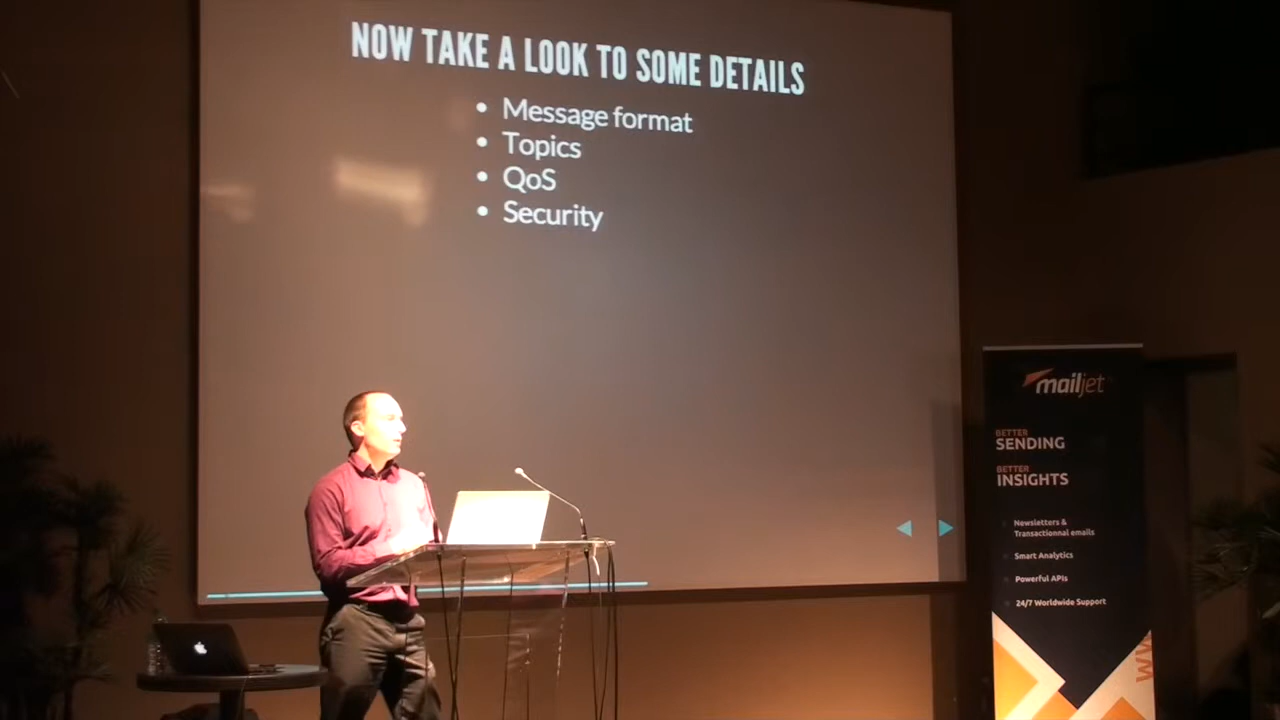 NOW TAKE A LOOK TO SOME DETAILS
• Message format
• Topics
• QoS
• Security
mailjet
BETTER
SENDING
BETTER
INSIGHTS
Newsletters &
Transactionnal emails
Smart Analytics
Powerful APIs
24/7 Worldwide Support